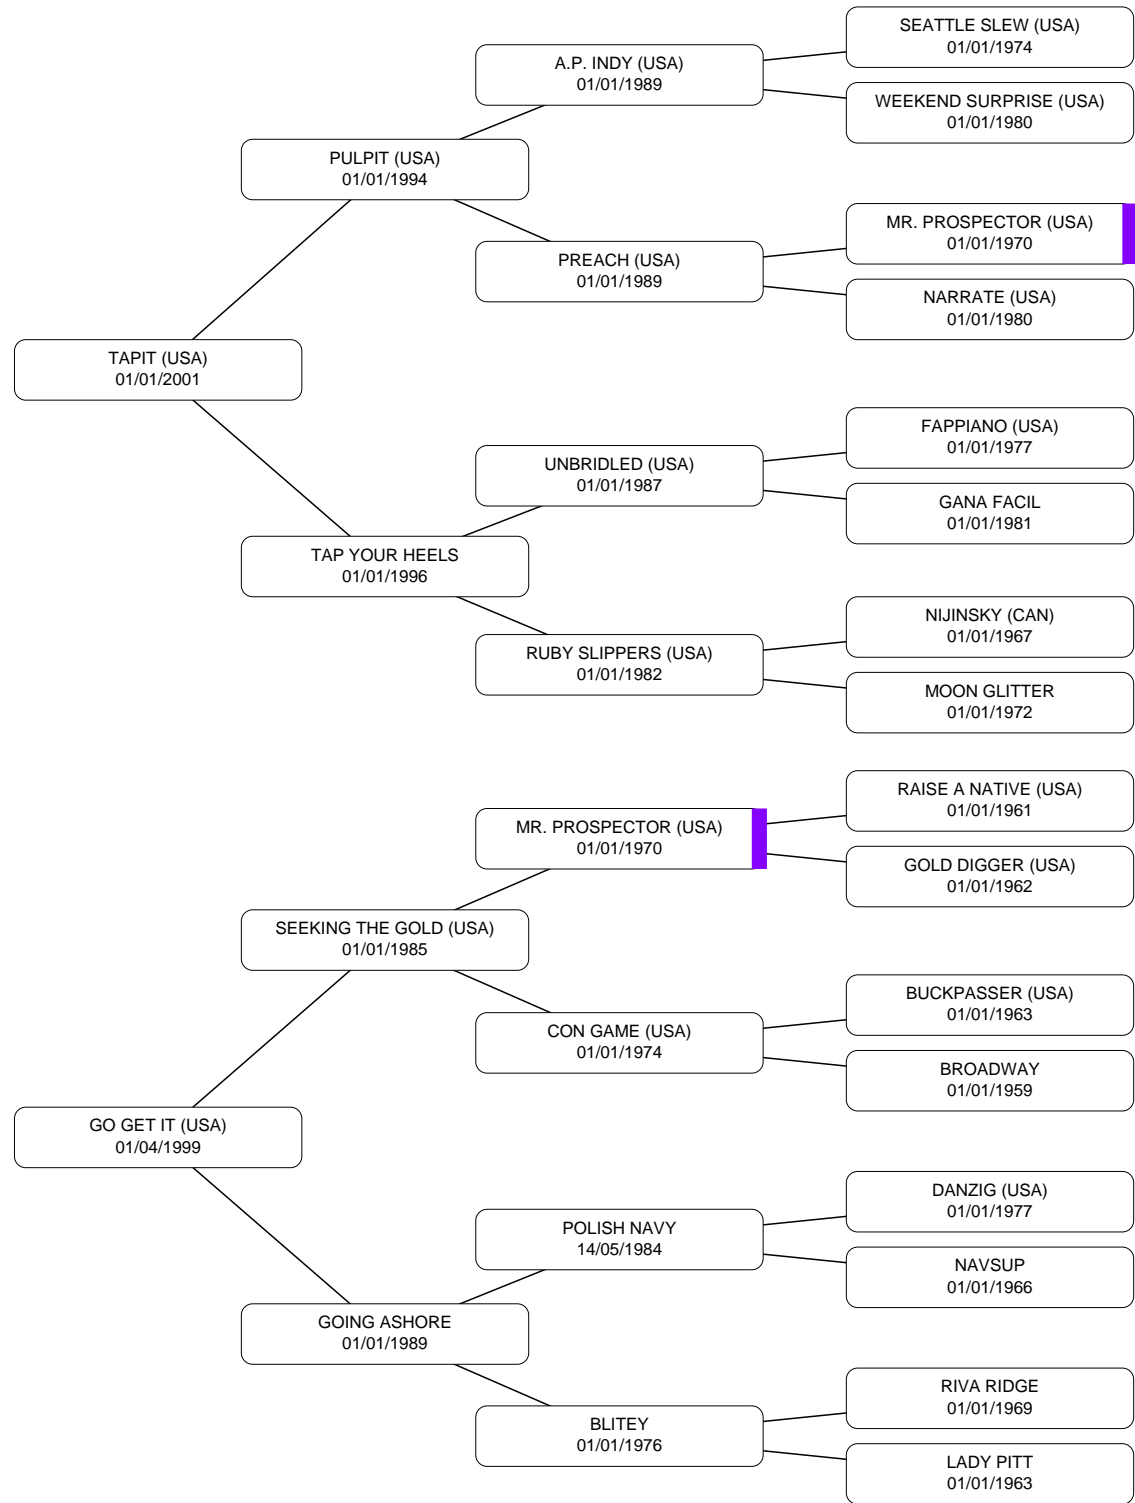 SEATTLE SLEW (USA)
01/01/1974
A.P. INDY (USA)
01/01/1989
WEEKEND SURPRISE (USA)
01/01/1980
PULPIT (USA)
01/01/1994
MR. PROSPECTOR (USA)
01/01/1970
PREACH (USA)
01/01/1989
NARRATE (USA)
01/01/1980
TAPIT (USA)
01/01/2001
FAPPIANO (USA)
01/01/1977
UNBRIDLED (USA)
01/01/1987
GANA FACIL
01/01/1981
TAP YOUR HEELS
01/01/1996
NIJINSKY (CAN)
01/01/1967
RUBY SLIPPERS (USA)
01/01/1982
MOON GLITTER
01/01/1972
RAISE A NATIVE (USA)
01/01/1961
MR. PROSPECTOR (USA)
01/01/1970
GOLD DIGGER (USA)
01/01/1962
SEEKING THE GOLD (USA)
01/01/1985
BUCKPASSER (USA)
01/01/1963
CON GAME (USA)
01/01/1974
BROADWAY
01/01/1959
GO GET IT (USA)
01/04/1999
DANZIG (USA)
01/01/1977
POLISH NAVY
14/05/1984
NAVSUP
01/01/1966
GOING ASHORE
01/01/1989
RIVA RIDGE
01/01/1969
BLITEY
01/01/1976
LADY PITT
01/01/1963